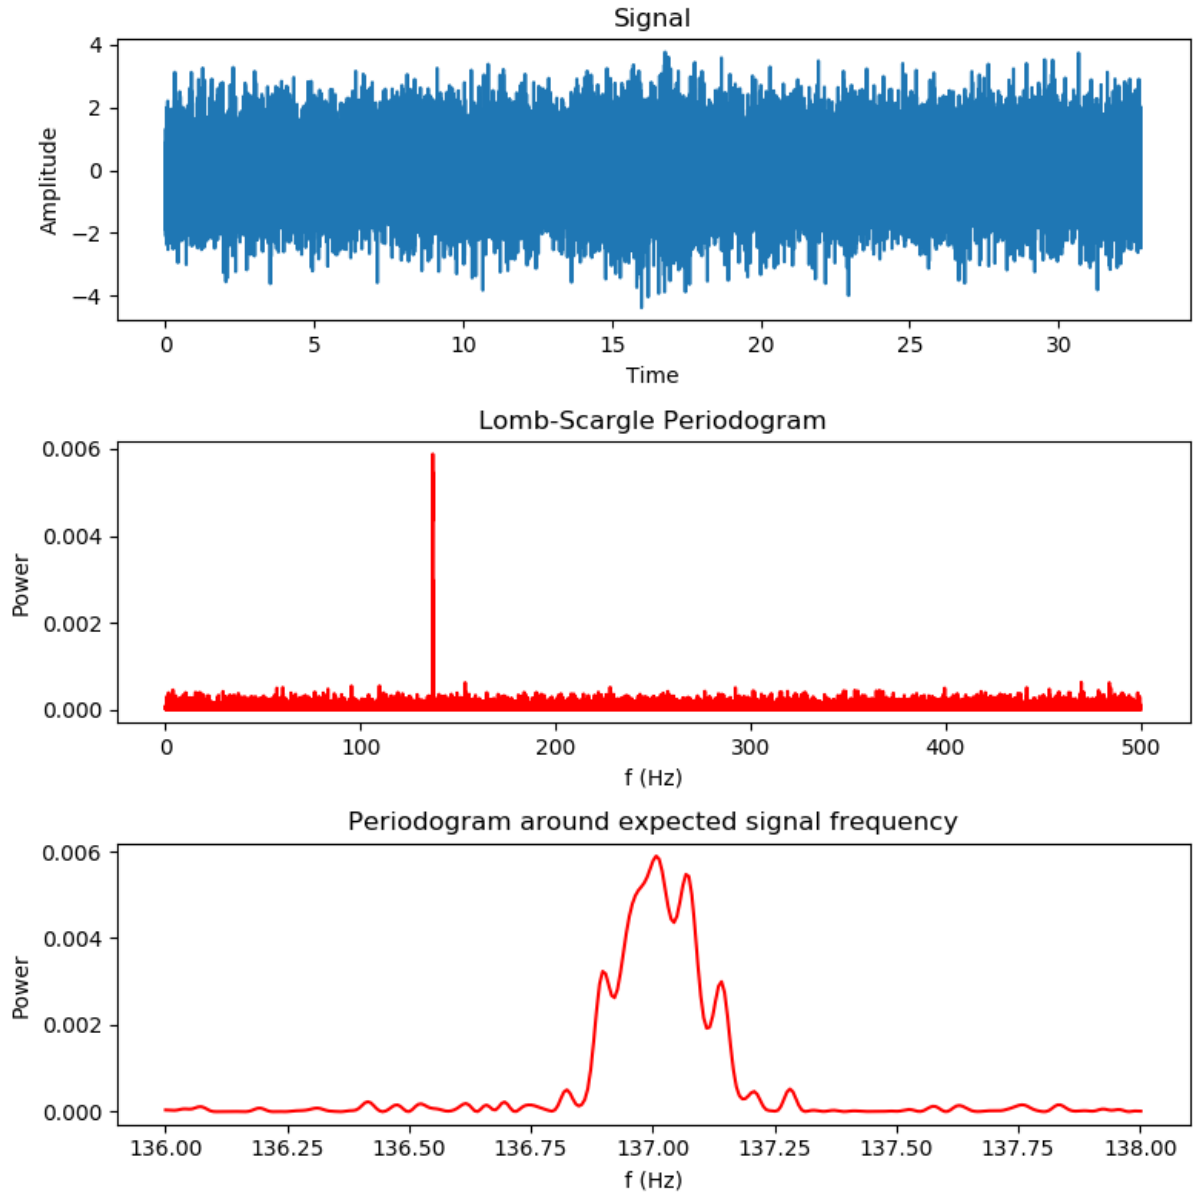 Signal
4
2
0
−2
−4
Amplitude
0 5 10 15 20 25 30
Time
Lomb-Scargle Periodogram
0.006
0.004
0.002
0.000
Power
0 100 200 300 400 500
f (Hz)
Periodogram around expected signal frequency
0.006
0.004
0.002
0.000
Power
136.00 136.25 136.50 136.75 137.00 137.25 137.50 137.75 138.00
f (Hz)